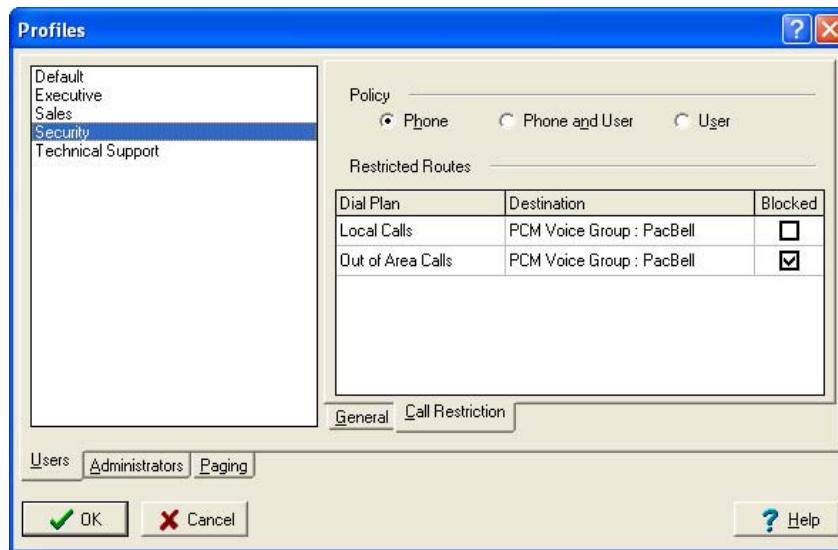 Profiles
Default
Executive
Sales
Security
Technical Support
Policy
Phone
Phone and User
User
Restricted Routes
Dial Plan Destination Blocked
Local Calls PCM Voice Group : PacBell
Out of Area Calls PCM Voice Group : PacBell
General Call Restriction
Users Administrators Paging
OK Cancel ? Help